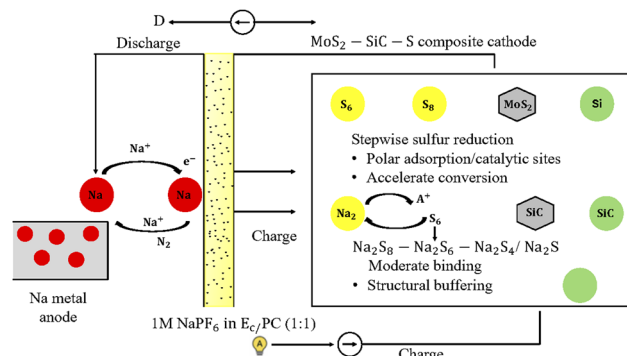 D
Discharge
MoS₂ – SiC – S composite cathode
S₆
S₈
MoS₂
Si
Stepwise sulfur reduction
• Polar adsorption/catalytic sites
• Accelerate conversion
Na⁺
e⁻
Na
Na
Na⁺
N₂
Charge
Na₂
A⁺
S₆
SiC
SiC
Na₂S₈ – Na₂S₆ – Na₂S₄/ Na₂S
Moderate binding
• Structural buffering
Na metal
anode
1M NaPF₆ in E꜀/PC (1:1)
A
Charge